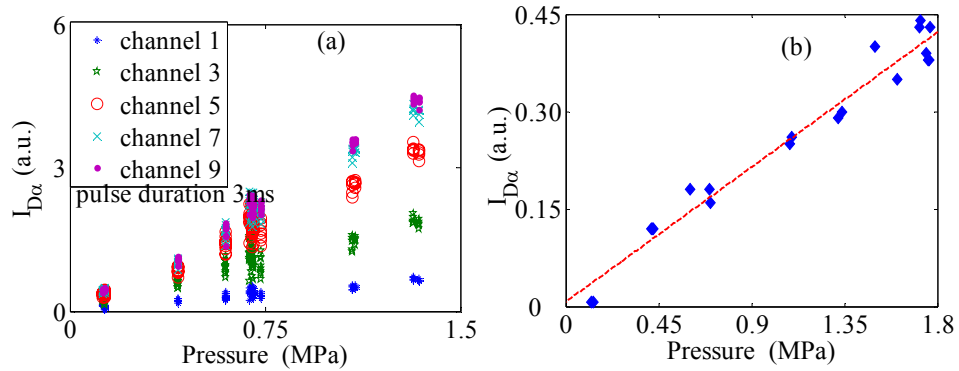 6
3
0
I_Dα (a.u.)
channel 1
channel 3
channel 5
channel 7
channel 9
pulse duration 3ms
(a)
0 0.75 1.5
Pressure (MPa)
0.45
0.30
0.15
0
I_Dα (a.u.)
(b)
0 0.45 0.9 1.35 1.8
Pressure (MPa)